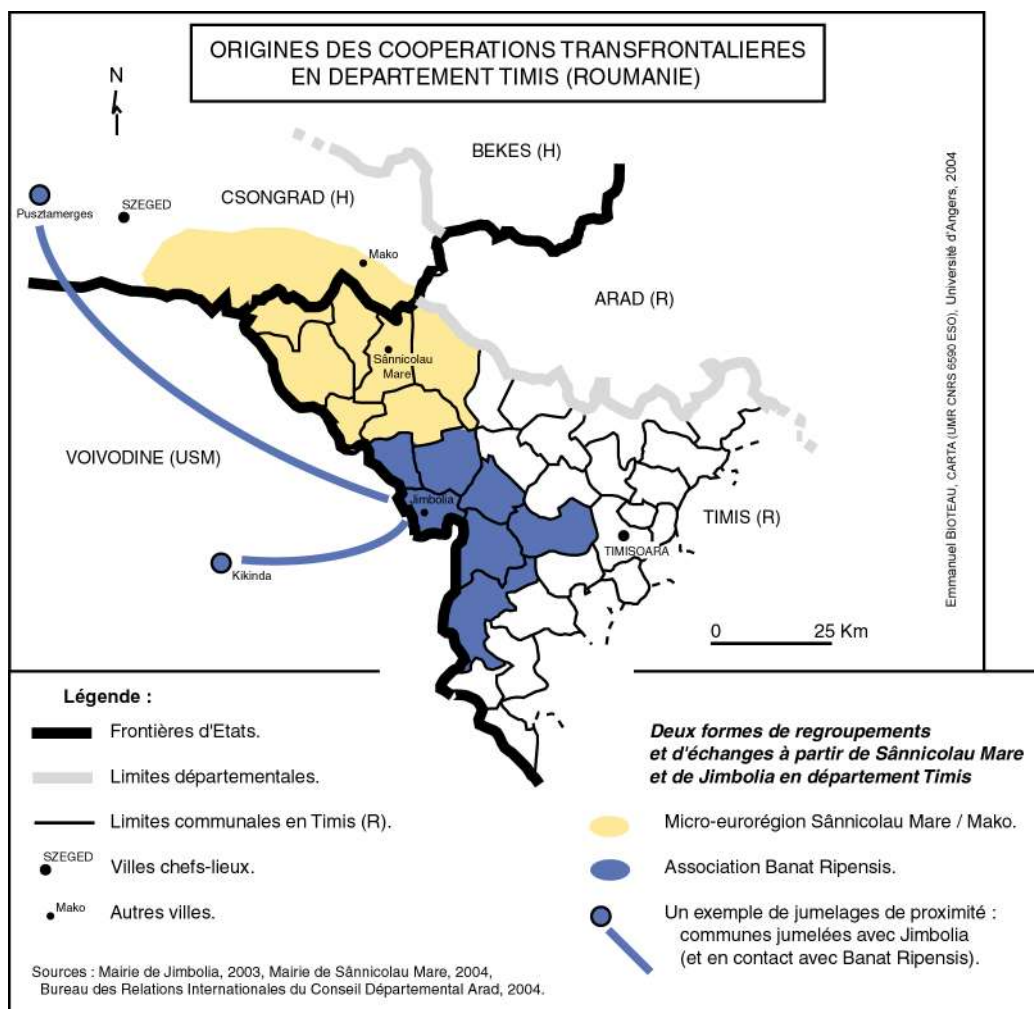 ORIGINES DES COOPERATIONS TRANSFRONTALIERES
EN DEPARTEMENT TIMIS (ROUMANIE)
N
BEKES (H)
CSONGRAD (H)
SZEGED
Pusztamerges
Mako
ARAD (R)
Sânnicolau
Mare
VOIVODINE (USM)
Jimbolia
TIMIS (R)
TIMISOARA
Kikinda
0 25 Km
Emmanuel BIOTEAU, CARTA (UMR CNRS 6590 ESO), Université d'Angers, 2004
Légende :
Frontières d'Etats.
Limites départementales.
Limites communales en Timis (R).
SZEGED
Villes chefs-lieux.
Mako
Autres villes.
Sources : Mairie de Jimbolia, 2003, Mairie de Sânnicolau Mare, 2004,
Bureau des Relations Internationales du Conseil Départemental Arad, 2004.
Deux formes de regroupements
et d'échanges à partir de Sânnicolau Mare
et de Jimbolia en département Timis
Micro-eurorégion Sânnicolau Mare / Mako.
Association Banat Ripensis.
Un exemple de jumelages de proximité :
communes jumelées avec Jimbolia
(et en contact avec Banat Ripensis).